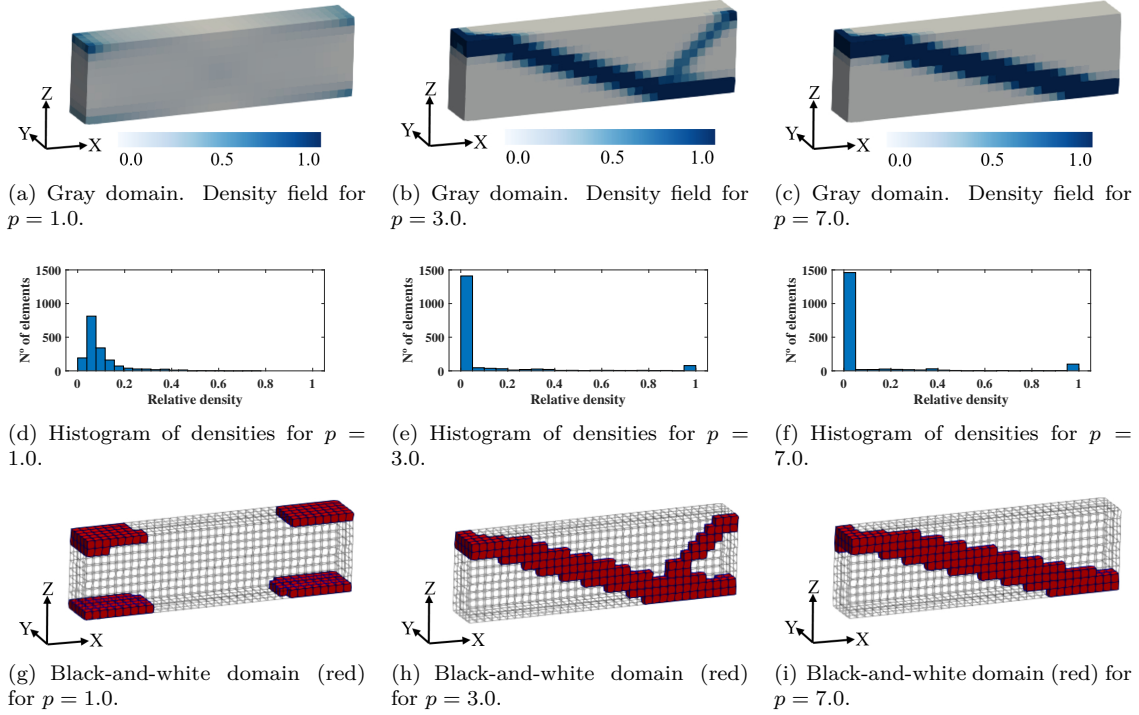 Z
Y
X
0.0 0.5 1.0
Z
Y
X
0.0 0.5 1.0
Z
Y
X
0.0 0.5 1.0
(a) Gray domain. Density field for
p = 1.0.
(b) Gray domain. Density field for
p = 3.0.
(c) Gray domain. Density field for
p = 7.0.
1500
1000
500
0
Nº of elements
0 0.2 0.4 0.6 0.8 1
Relative density
1500
1000
500
0
Nº of elements
0 0.2 0.4 0.6 0.8 1
Relative density
1500
1000
500
0
Nº of elements
0 0.2 0.4 0.6 0.8 1
Relative density
(d) Histogram of densities for p =
1.0.
(e) Histogram of densities for p =
3.0.
(f) Histogram of densities for p =
7.0.
Z
Y
X
Z
Y
X
Z
Y
X
(g) Black-and-white domain (red)
for p = 1.0.
(h) Black-and-white domain (red)
for p = 3.0.
(i) Black-and-white domain (red) for
p = 7.0.